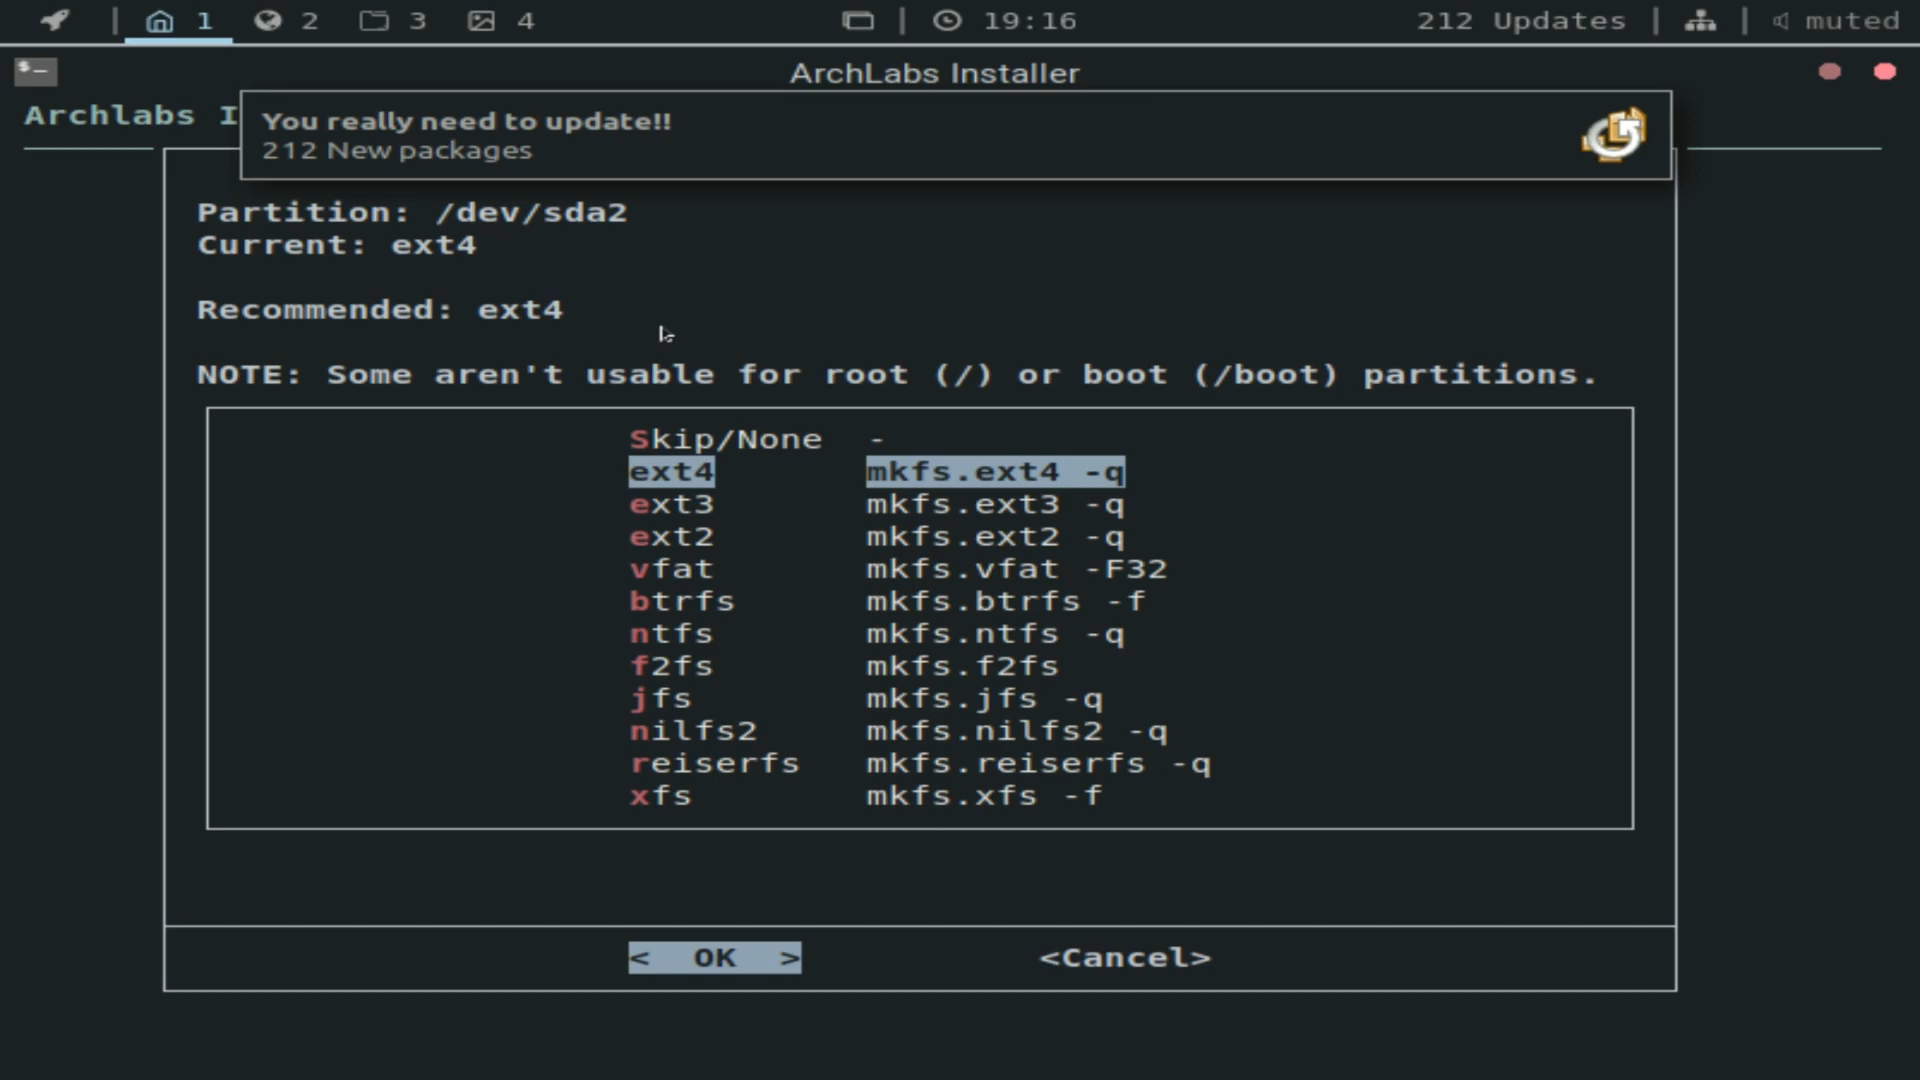 1 2 3 4 19:16 212 Updates muted
ArchLabs Installer
Archlabs I
You really need to update!!
212 New packages
Partition: /dev/sda2
Current: ext4
Recommended: ext4
NOTE: Some aren't usable for root (/) or boot (/boot) partitions.
Skip/None -
ext4 mkfs.ext4 -q
ext3 mkfs.ext3 -q
ext2 mkfs.ext2 -q
vfat mkfs.vfat -F32
btrfs mkfs.btrfs -f
ntfs mkfs.ntfs -q
f2fs mkfs.f2fs
jfs mkfs.jfs -q
nilfs2 mkfs.nilfs2 -q
reiserfs mkfs.reiserfs -q
xfs mkfs.xfs -f
< OK > <Cancel>